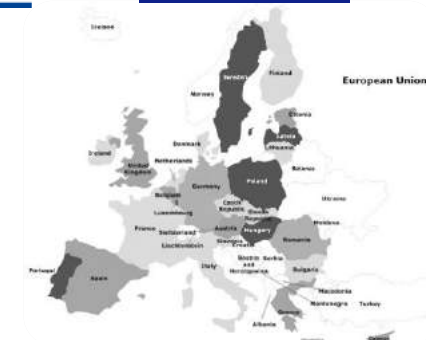 Iceland
Sweden
Finland
European Union
Norway
Estonia
Latvia
Lithuania
Denmark
Ireland
Netherlands
United
Kingdom
Belarus
Poland
Germany
Belgium
Luxembourg
Czech
Republic
Ukraine
Slovak
Republic
Moldova
France
Switzerland
Austria
Hungary
Liechtenstein
Slovenia
Croatia
Romania
Italy
Bosnia
and
Herzegovina
Serbia
Bulgaria
Portugal
Spain
Macedonia
Montenegro
Turkey
Greece
Albania